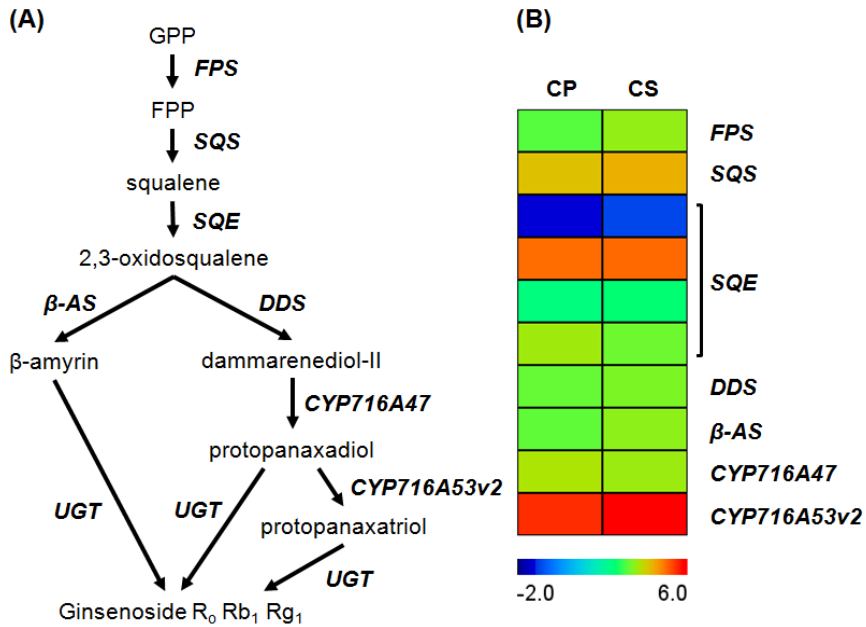 (A)
GPP
FPS
FPP
SQS
squalene
SQE
2,3-oxidosqualene
β-AS
DDS
β-amyrin
dammarenediol-II
CYP716A47
protopanaxadiol
CYP716A53v2
UGT
UGT
protopanaxatriol
UGT
Ginsenoside Ro Rb1 Rg1
(B)
CP CS
FPS
SQS
SQE
DDS
β-AS
CYP716A47
CYP716A53v2
-2.0 6.0